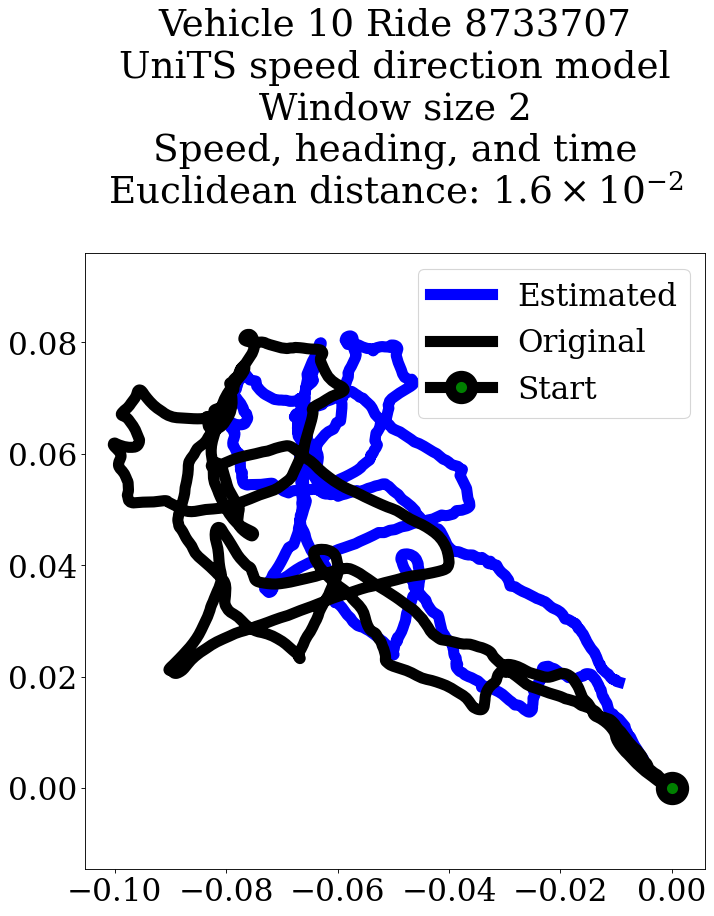 Vehicle 10 Ride 8733707
UniTS speed direction model
Window size 2
Speed, heading, and time
Euclidean distance: 1.6 × 10⁻²
Estimated
Original
Start
0.08
0.06
0.04
0.02
0.00
−0.10 −0.08 −0.06 −0.04 −0.02 0.00